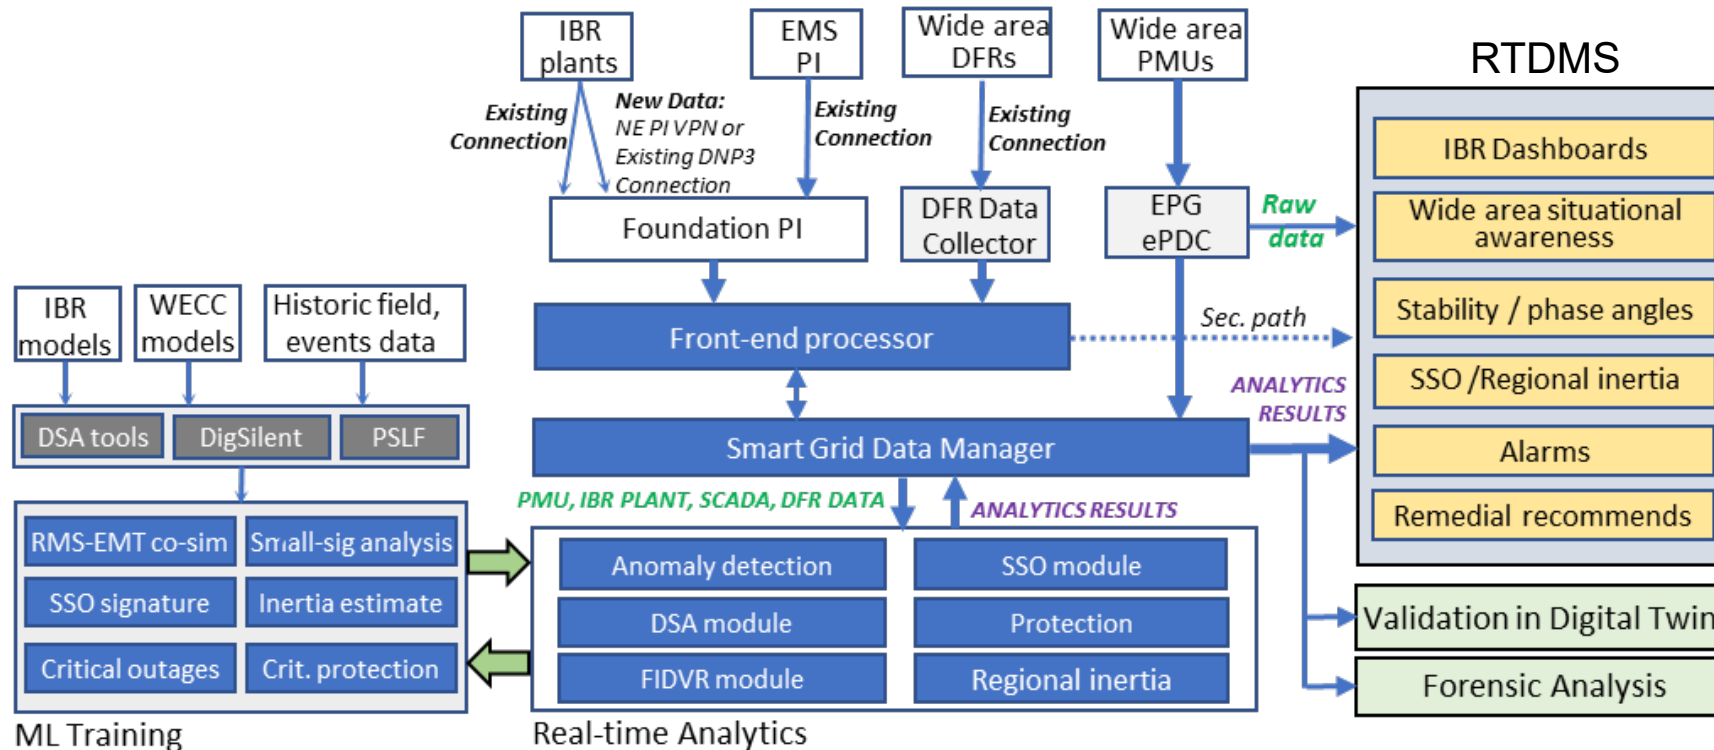 IBR
plants
EMS
PI
Wide area
DFRs
Wide area
PMUs
RTDMS
Existing
Connection
New Data:
NE PI VPN or
Existing DNP3
Connection
Existing
Connection
Existing
Connection
Foundation PI
DFR Data
Collector
EPG
ePDC
Raw
data
IBR Dashboards
Wide area situational
awareness
Stability / phase angles
SSO /Regional inertia
Alarms
Remedial recommends
IBR
models
WECC
models
Historic field,
events data
Front-end processor
Sec. path
ANALYTICS
RESULTS
DSA tools
DigSilent
PSLF
Smart Grid Data Manager
PMU, IBR PLANT, SCADA, DFR DATA
ANALYTICS RESULTS
RMS-EMT co-sim
Small-sig analysis
SSO signature
Inertia estimate
Critical outages
Crit. protection
ML Training
Anomaly detection
SSO module
DSA module
Protection
FIDVR module
Regional inertia
Real-time Analytics
Validation in Digital Twin
Forensic Analysis